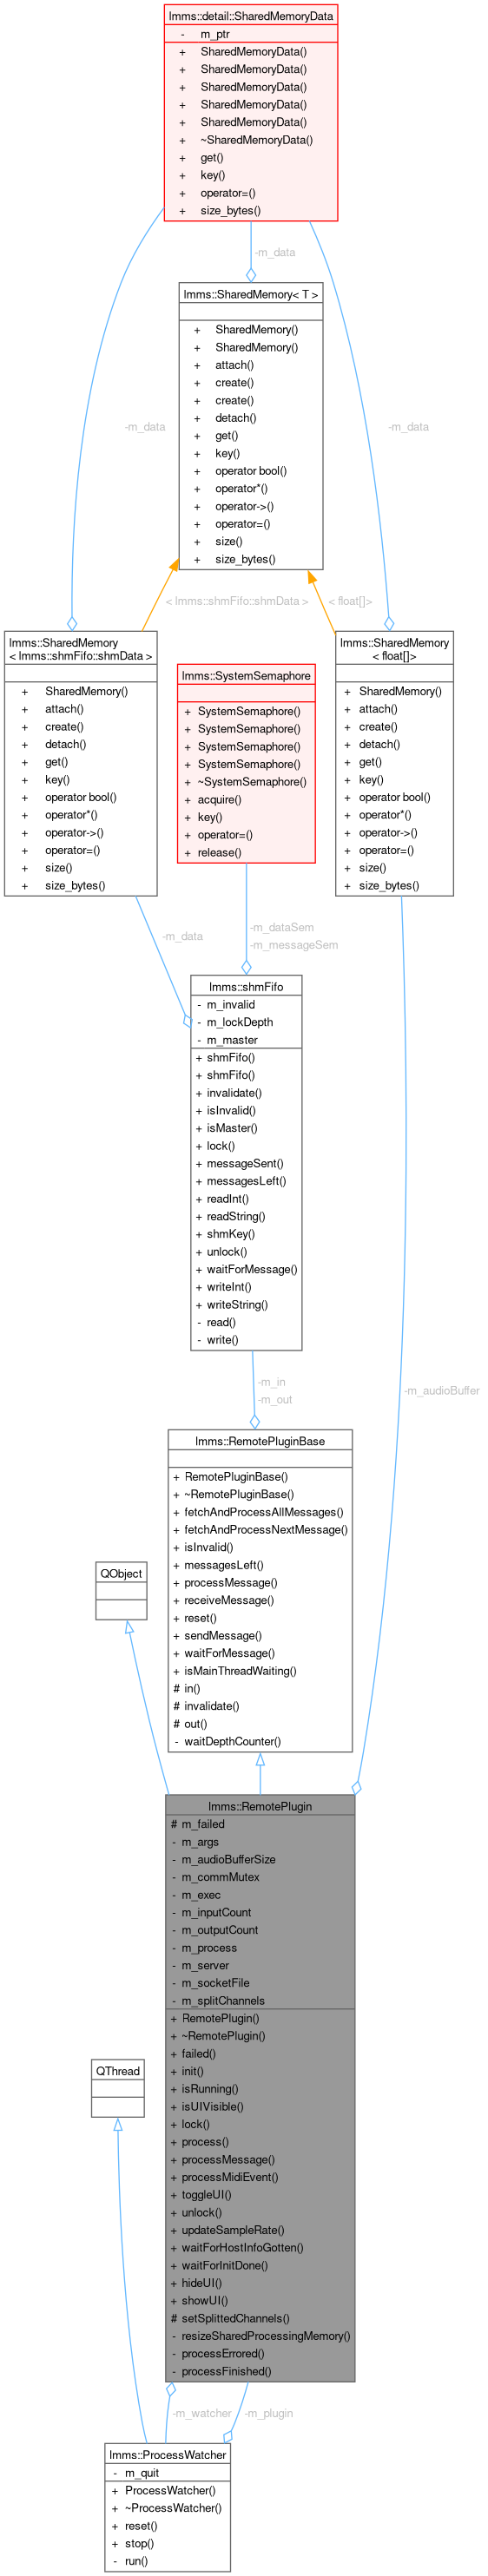 lmms::detail::SharedMemoryData
- m_ptr
+ SharedMemoryData()
+ SharedMemoryData()
+ SharedMemoryData()
+ SharedMemoryData()
+ SharedMemoryData()
+ ~SharedMemoryData()
+ get()
+ key()
+ operator=()
+ size_bytes()
-m_data
lmms::SharedMemory< T >
+ SharedMemory()
+ SharedMemory()
+ attach()
+ create()
+ create()
+ detach()
+ get()
+ key()
+ operator bool()
+ operator*()
+ operator->()
+ operator=()
+ size()
+ size_bytes()
-m_data
-m_data
< lmms::shmFifo::shmData >
< float[]>
lmms::SharedMemory
< lmms::shmFifo::shmData >
+ SharedMemory()
+ attach()
+ create()
+ detach()
+ get()
+ key()
+ operator bool()
+ operator*()
+ operator->()
+ operator=()
+ size()
+ size_bytes()
lmms::SystemSemaphore
+ SystemSemaphore()
+ SystemSemaphore()
+ SystemSemaphore()
+ SystemSemaphore()
+ ~SystemSemaphore()
+ acquire()
+ key()
+ operator=()
+ release()
lmms::SharedMemory
< float[]>
+ SharedMemory()
+ attach()
+ create()
+ detach()
+ get()
+ key()
+ operator bool()
+ operator*()
+ operator->()
+ operator=()
+ size()
+ size_bytes()
-m_data
-m_dataSem
-m_messageSem
lmms::shmFifo
- m_invalid
- m_lockDepth
- m_master
+ shmFifo()
+ shmFifo()
+ invalidate()
+ isInvalid()
+ isMaster()
+ lock()
+ messageSent()
+ messagesLeft()
+ readInt()
+ readString()
+ shmKey()
+ unlock()
+ waitForMessage()
+ writeInt()
+ writeString()
- read()
- write()
-m_in
-m_out
-m_audioBuffer
lmms::RemotePluginBase
+ RemotePluginBase()
+ ~RemotePluginBase()
+ fetchAndProcessAllMessages()
+ fetchAndProcessNextMessage()
+ isInvalid()
+ messagesLeft()
+ processMessage()
+ receiveMessage()
+ reset()
+ sendMessage()
+ waitForMessage()
+ isMainThreadWaiting()
# in()
# invalidate()
# out()
- waitDepthCounter()
QObject
lmms::RemotePlugin
# m_failed
- m_args
- m_audioBufferSize
- m_commMutex
- m_exec
- m_inputCount
- m_outputCount
- m_process
- m_server
- m_socketFile
- m_splitChannels
+ RemotePlugin()
+ ~RemotePlugin()
+ failed()
+ init()
+ isRunning()
+ isUIVisible()
+ lock()
+ process()
+ processMessage()
+ processMidiEvent()
+ toggleUI()
+ unlock()
+ updateSampleRate()
+ waitForHostInfoGotten()
+ waitForInitDone()
+ hideUI()
+ showUI()
# setSplittedChannels()
- resizeSharedProcessingMemory()
- processErrored()
- processFinished()
QThread
-m_watcher
-m_plugin
lmms::ProcessWatcher
- m_quit
+ ProcessWatcher()
+ ~ProcessWatcher()
+ reset()
+ stop()
- run()